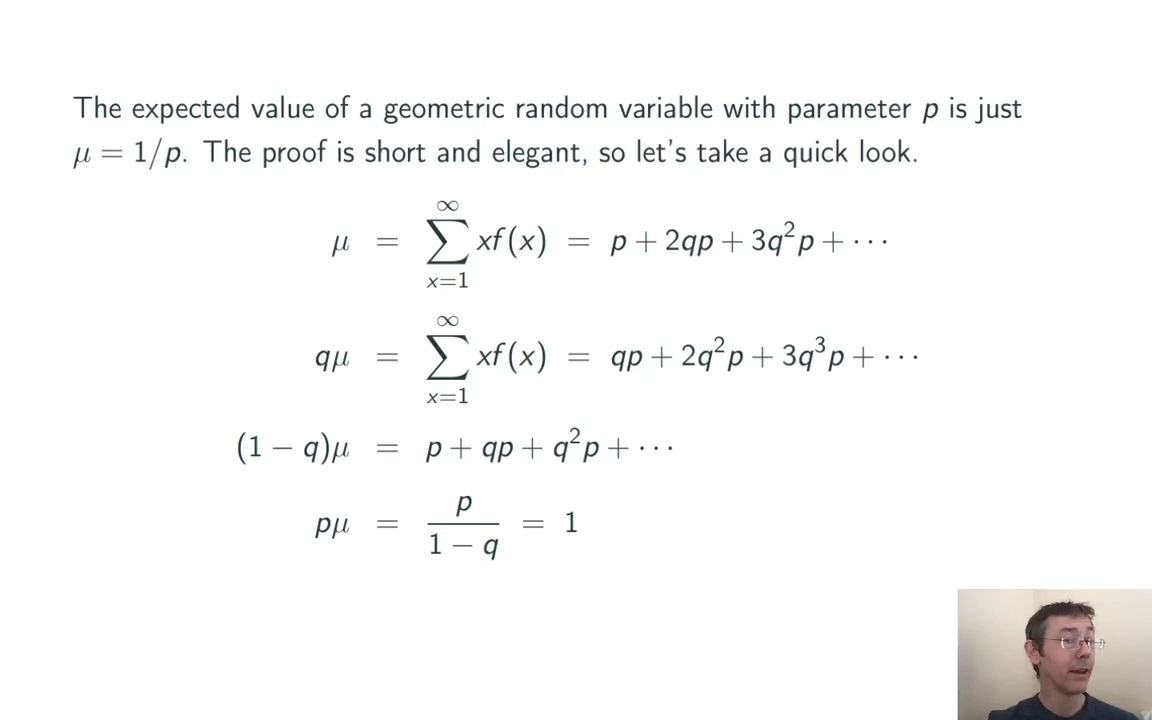 The expected value of a geometric random variable with parameter p is just
μ = 1/p. The proof is short and elegant, so let's take a quick look.
μ = ∑_{x=1}^{∞} xf(x) = p + 2qp + 3q²p + ⋯
qμ = ∑_{x=1}^{∞} xf(x) = qp + 2q²p + 3q³p + ⋯
(1 − q)μ = p + qp + q²p + ⋯
pμ = \frac{p}{1 − q} = 1